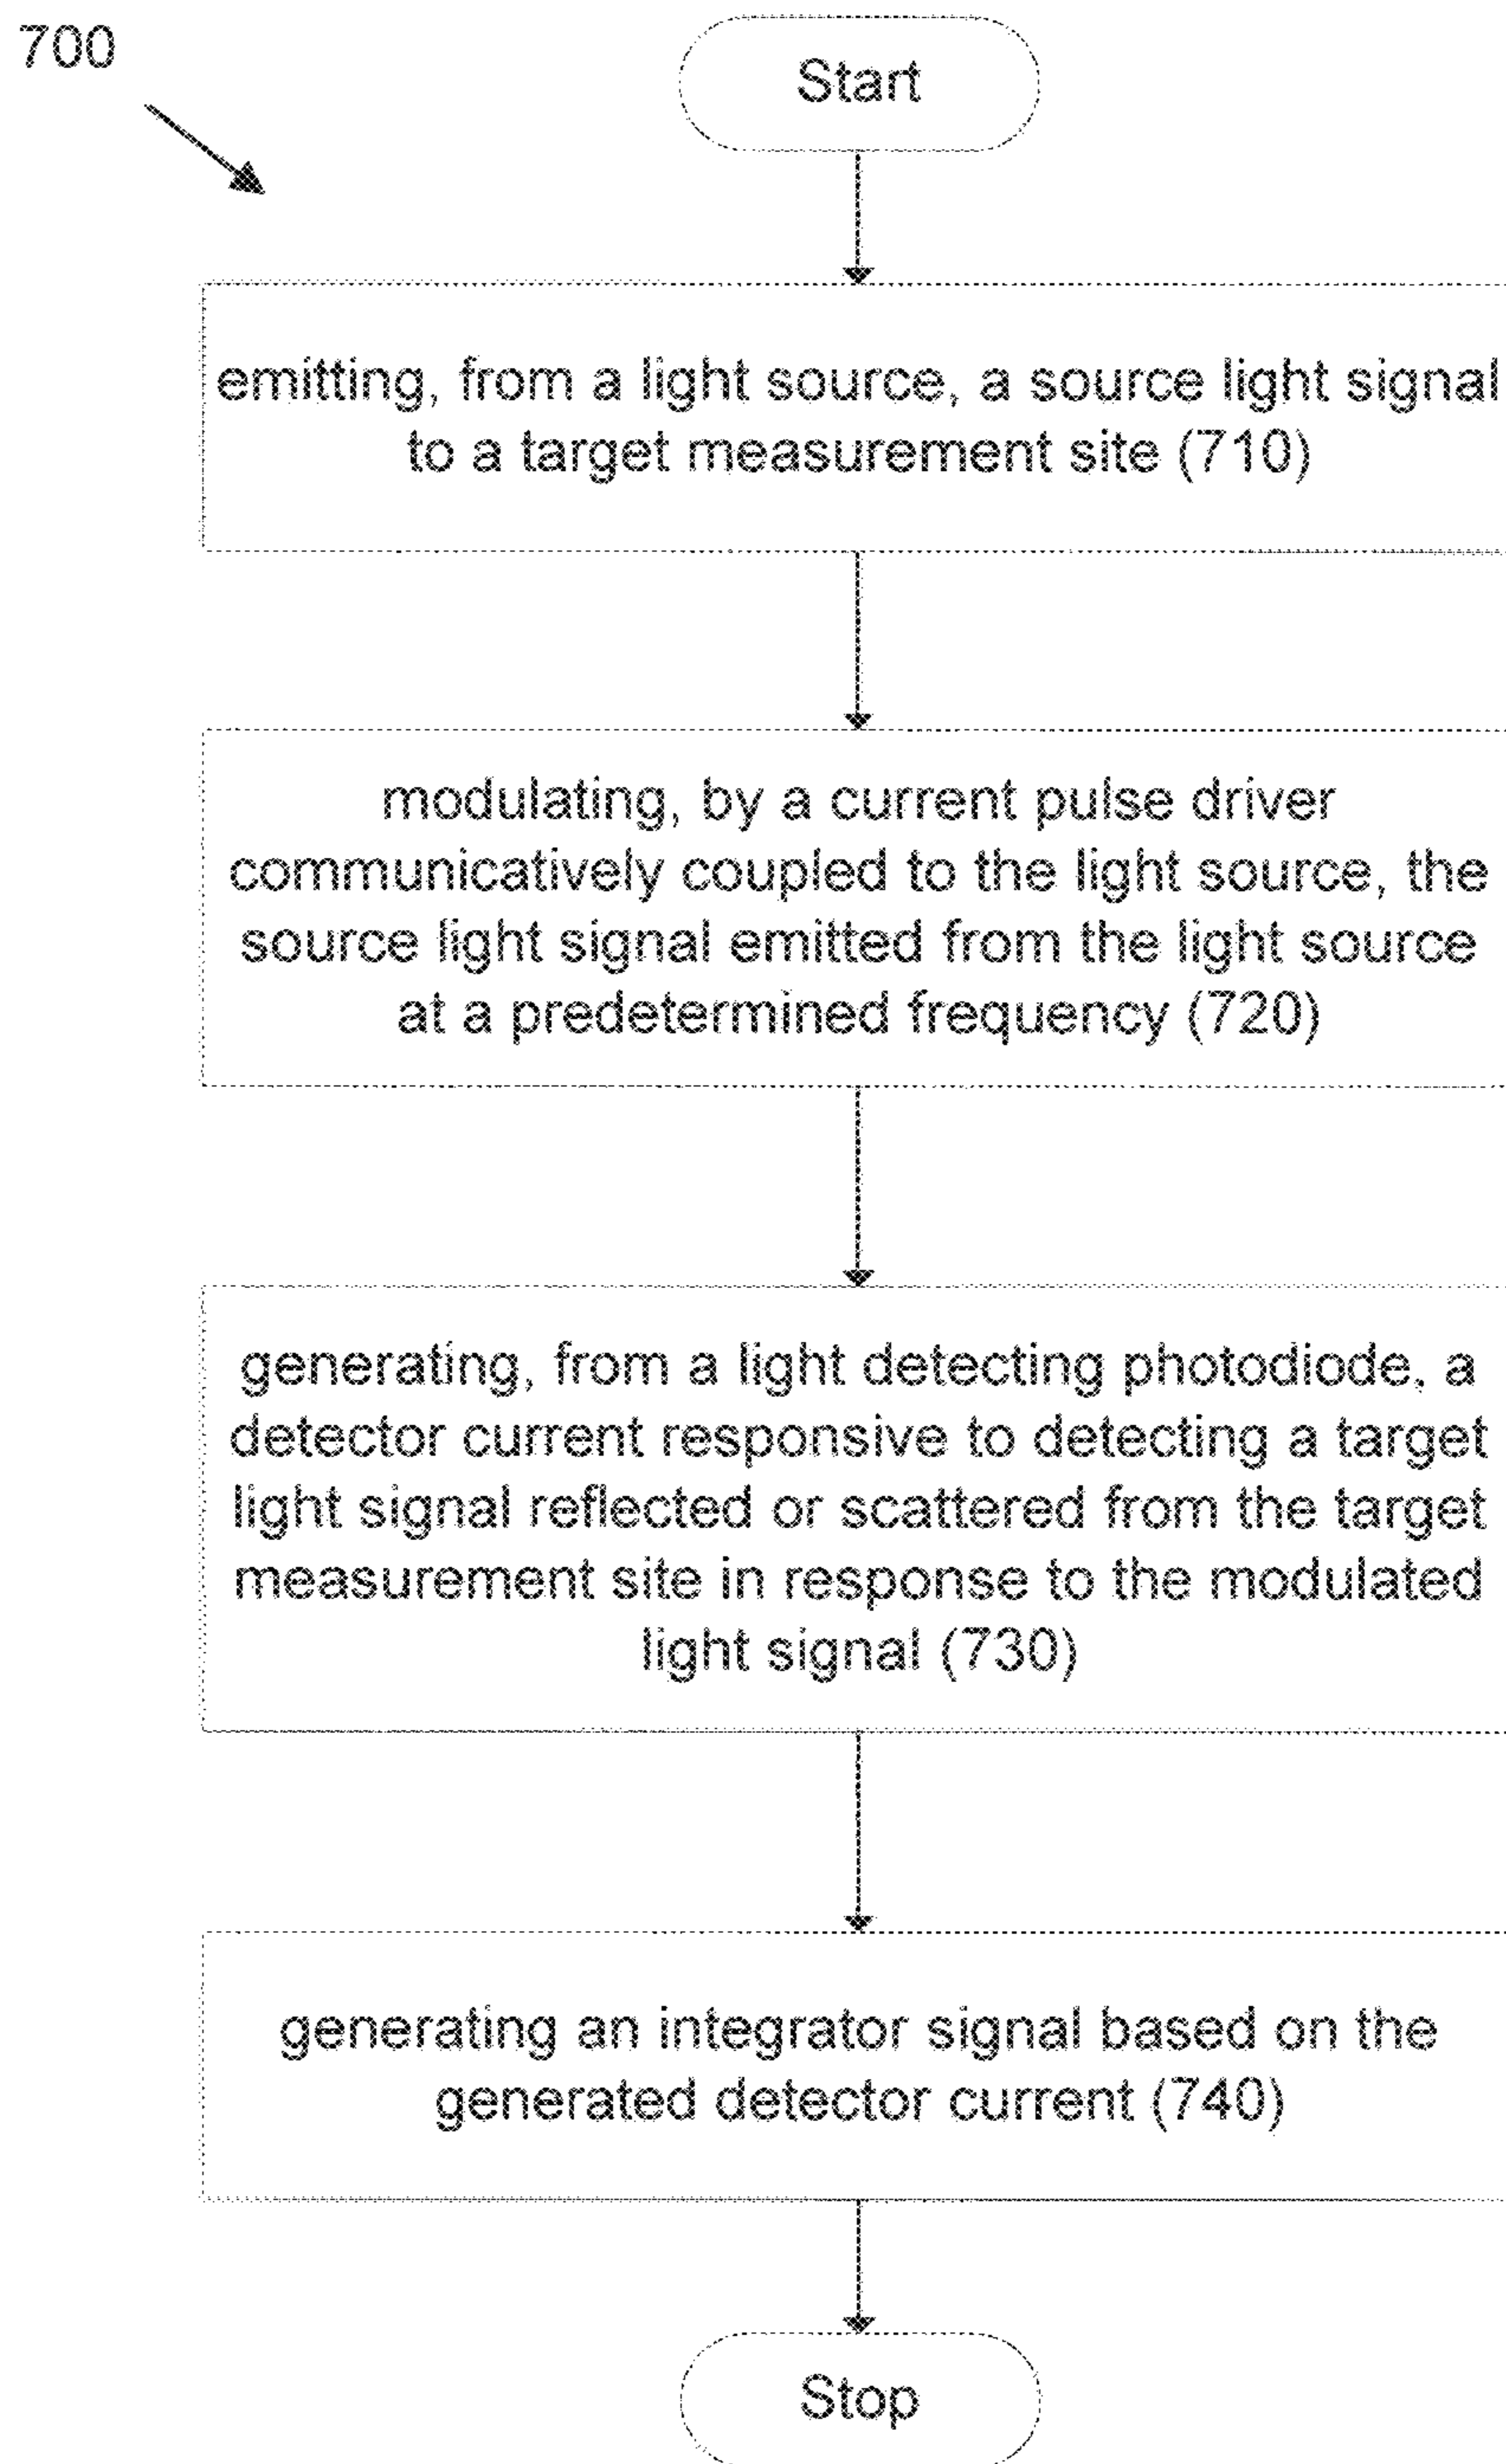 700
Start
emitting, from a light source, a source light signal
to a target measurement site (710)
modulating, by a current pulse driver
communicatively coupled to the light source, the
source light signal emitted from the light source
at a predetermined frequency (720)
generating, from a light detecting photodiode, a
detector current responsive to detecting a target
light signal reflected or scattered from the target
measurement site in response to the modulated
light signal (730)
generating an integrator signal based on the
generated detector current (740)
Stop